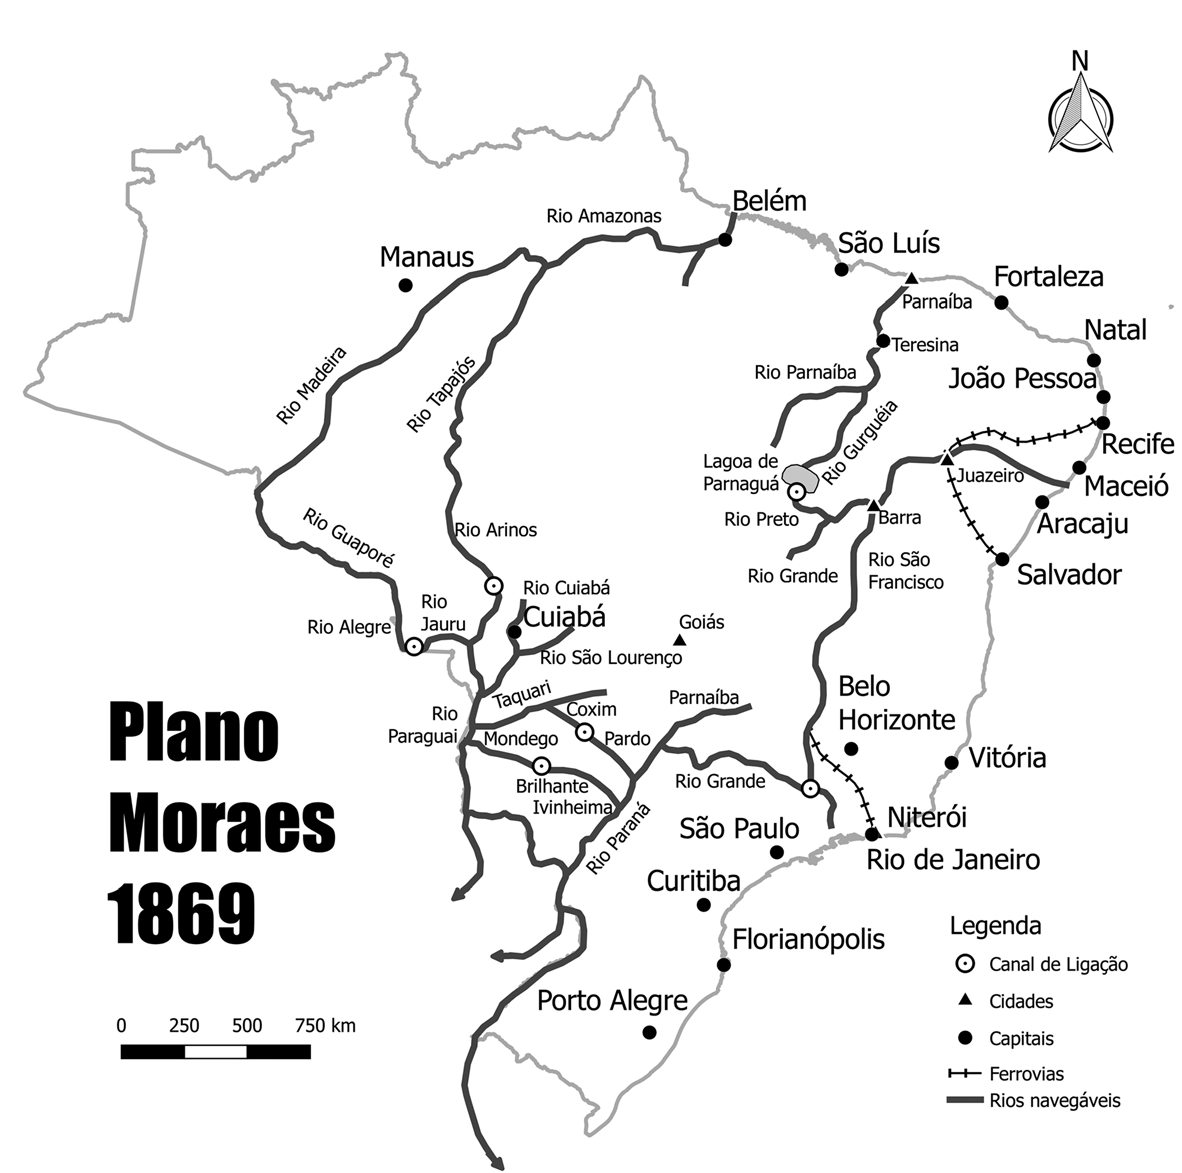 N
Belém
Rio Amazonas
São Luís
Manaus
Fortaleza
Parnaíba
Natal
Teresina
Rio Madeira
Rio Tapajós
Rio Parnaíba
João Pessoa
Rio Gurguéia
Recife
Lagoa de
Parnaguá
Juazeiro
Maceió
Rio Preto
Barra
Aracaju
Rio Guaporé
Rio Arinos
Rio Grande
Rio São
Francisco
Salvador
Rio Cuiabá
Rio
Jauru
Cuiabá
Rio Alegre
Goiás
Rio São Lourenço
Taquari
Parnaíba
Belo
Horizonte
Rio
Paraguai
Coxim
Mondego
Pardo
Vitória
Rio Grande
Brilhante
Ivinheima
Plano
Moraes
1869
Rio Paraná
São Paulo
Niterói
Rio de Janeiro
Curitiba
Florianópolis
Porto Alegre
Legenda
Canal de Ligação
Cidades
Capitais
Ferrovias
Rios navegáveis
0 250 500 750 km